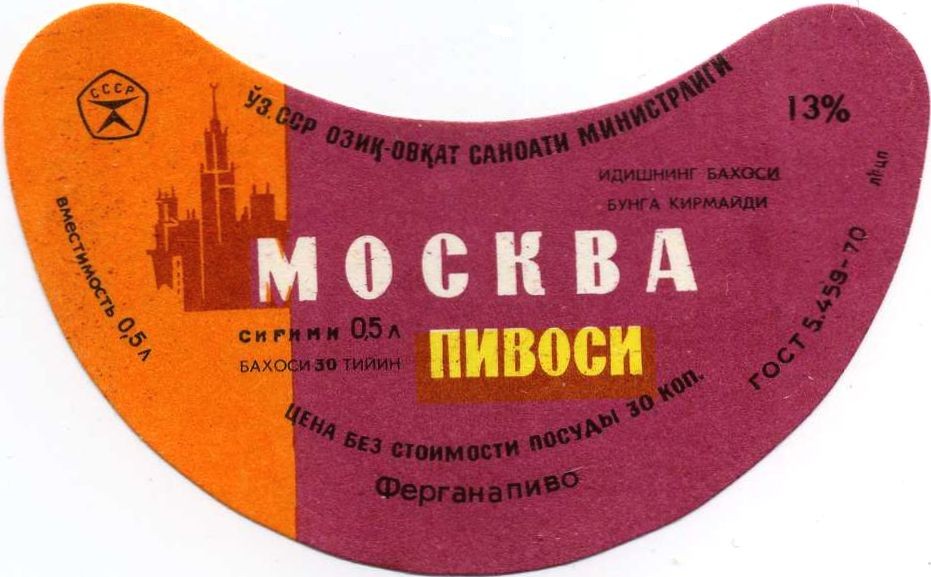 СССР
ЎЗ. ССР ОЗИҚ-ОВҚАТ САНОАТИ МИНИСТРЛИГИ
13%
ИДИШНИНГ БАХОСИ
БУНГА КИРМАЙДИ
вместимость 0,5 л
МОСКВА
СИҒИМИ 0,5 л
БАХОСИ 30 ТИЙИН
ПИВОСИ
ГОСТ 5.459-70
ЦЕНА БЕЗ СТОИМОСТИ ПОСУДЫ 30 КОП.
Ферганапиво